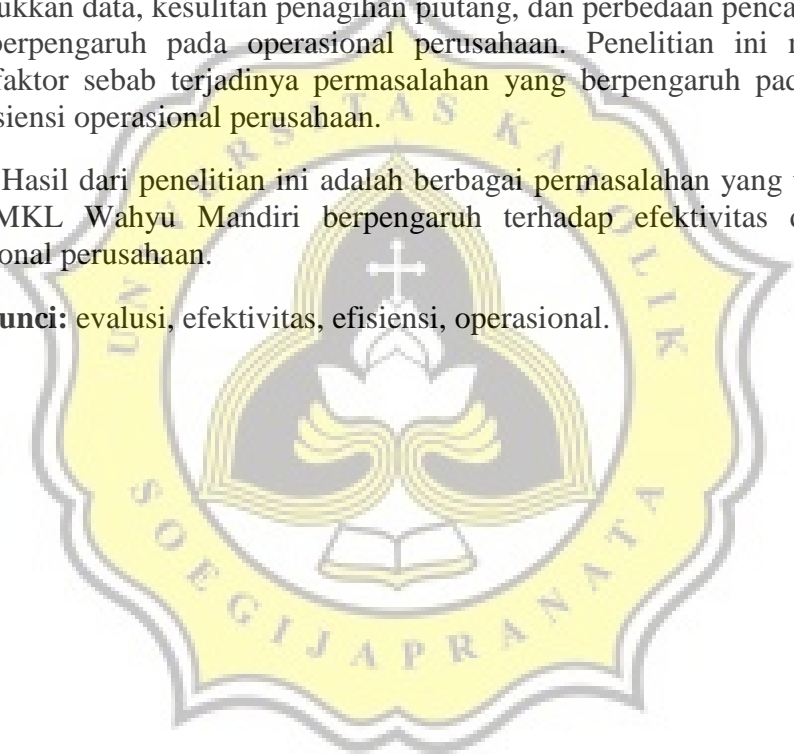 ukkan data, kesulitan penagihan piutang, dan perbedaan penca
berpengaruh pada operasional perusahaan. Penelitian ini m
faktor sebab terjadinya permasalahan yang berpengaruh pad
siensi operasional perusahaan.
Hasil dari penelitian ini adalah berbagai permasalahan yang
MKL Wahyu Mandiri berpengaruh terhadap efektivitas
onal perusahaan.
unci: evalusi, efektivitas, efisiensi, operasional.
UNIVERSITAS KATOLIK
SOEGIJAPRANATA